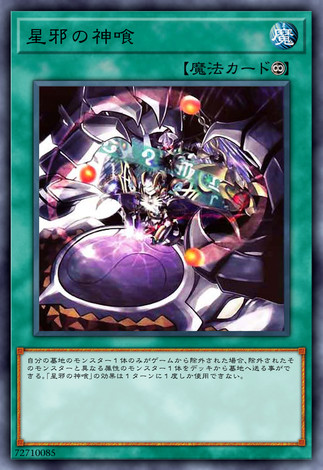 星邪の神喰
魔
【魔法カード♾】
自分の墓地のモンスター１体のみがゲームから除外された場合、除外されたそ
のモンスターと異なる属性のモンスター１体をデッキから墓地へ送る事がで
きる。「星邪の神喰」の効果は１ターンに１度しか使用できない。
72710085